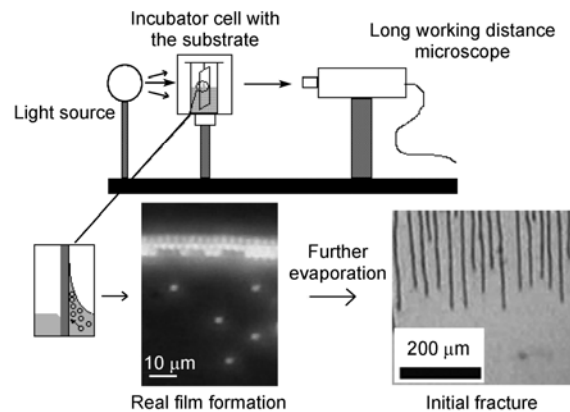 Incubator cell with
the substrate
Long working distance
microscope
Light source
Further
evaporation
10 μm
200 μm
Real film formation
Initial fracture